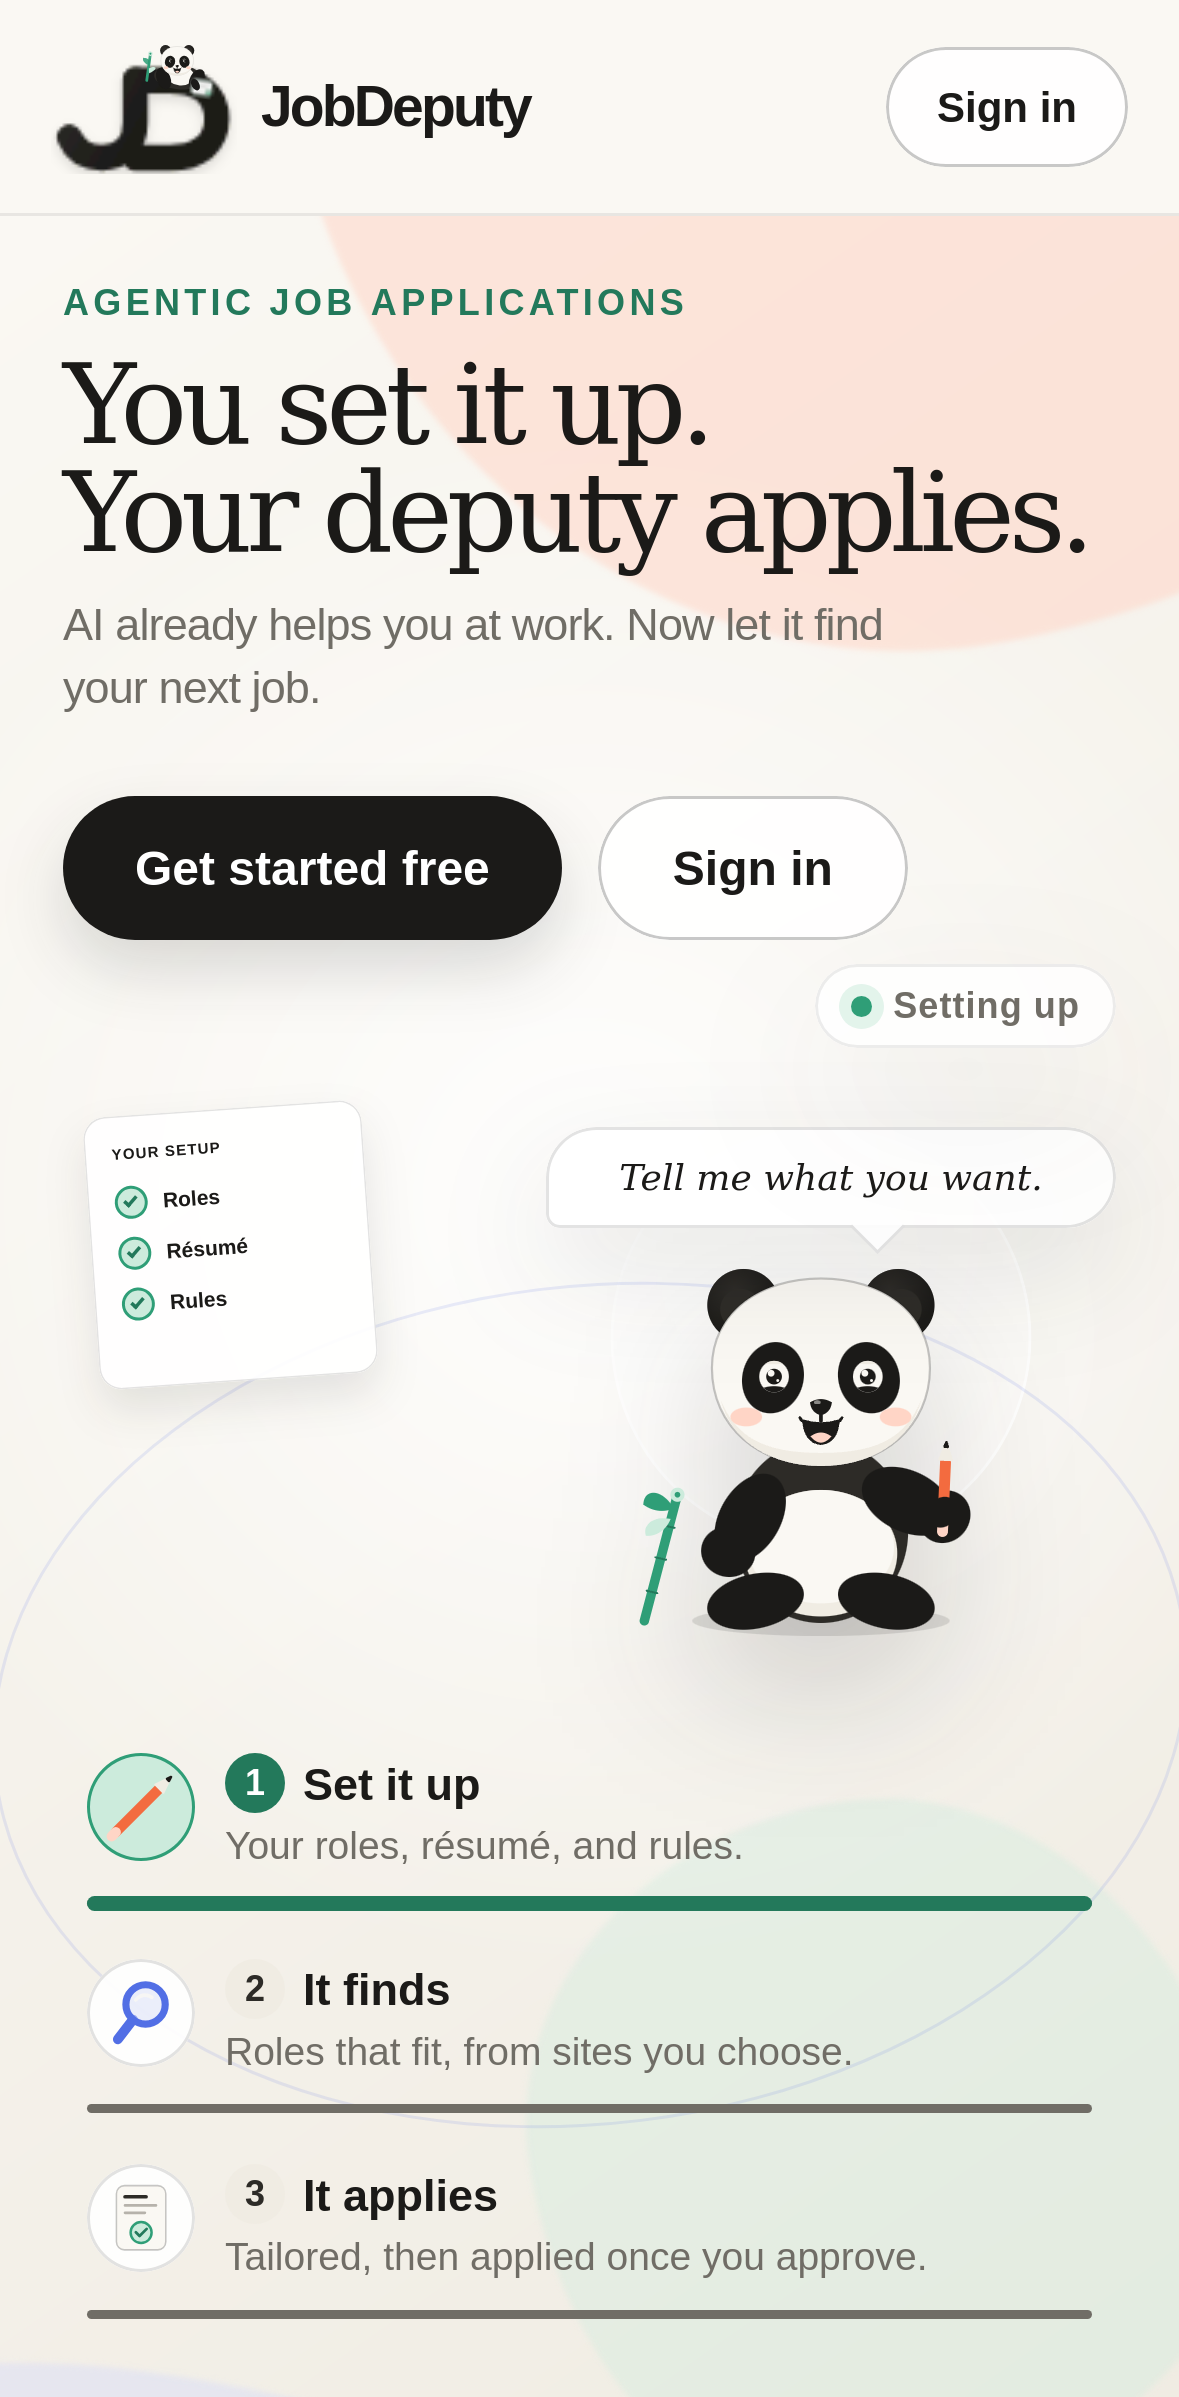 JD
JobDeputy
Sign in
AGENTIC JOB APPLICATIONS
You set it up.
Your deputy applies.
AI already helps you at work. Now let it find
your next job.
Get started free
Sign in
Setting up
YOUR SETUP
Roles
Résumé
Rules
Tell me what you want.
1 Set it up
Your roles, résumé, and rules.
2 It finds
Roles that fit, from sites you choose.
3 It applies
Tailored, then applied once you approve.